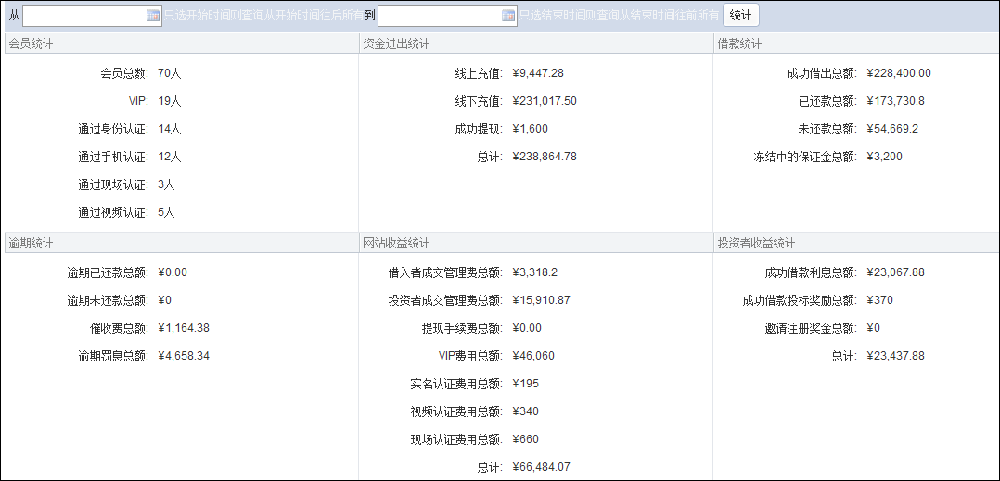 从 只选开始时间则查询从开始时间往后所有到 只选结束时间则查询从结束时间往前所有 统计
会员统计
会员总数: 70人
VIP: 19人
通过身份认证: 14人
通过手机认证: 12人
通过现场认证: 3人
通过视频认证: 5人
资金进出统计
线上充值: ¥9,447.28
线下充值: ¥231,017.50
成功提现: ¥1,600
总计: ¥238,864.78
借款统计
成功借出总额: ¥228,400.00
已还款总额: ¥173,730.8
未还款总额: ¥54,669.2
冻结中的保证金总额: ¥3,200
逾期统计
逾期已还款总额: ¥0.00
逾期未还款总额: ¥0
催收费总额: ¥1,164.38
逾期罚息总额: ¥4,658.34
网站收益统计
借入者成交管理费总额: ¥3,318.2
投资者成交管理费总额: ¥15,910.87
提现手续费总额: ¥0.00
VIP费用总额: ¥46,060
实名认证费用总额: ¥195
视频认证费用总额: ¥340
现场认证费用总额: ¥660
总计: ¥66,484.07
投资者收益统计
成功借款利息总额: ¥23,067.88
成功借款投标奖励总额: ¥370
邀请注册奖金总额: ¥0
总计: ¥23,437.88